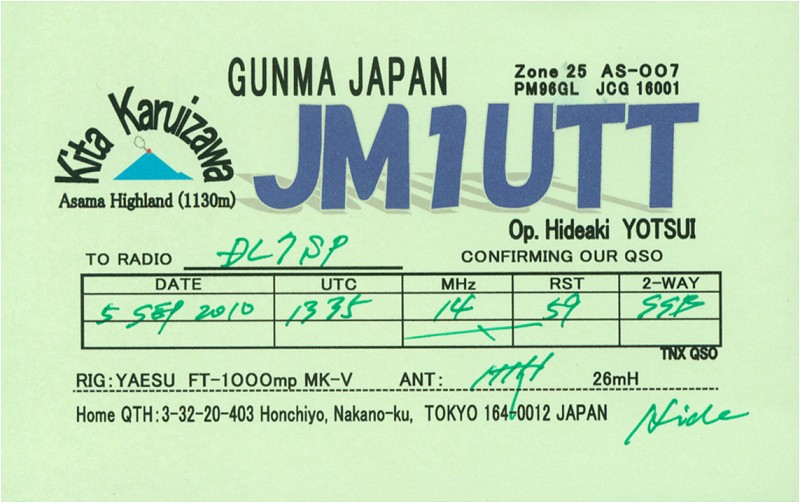 GUNMA JAPAN
Zone 25 AS-007
PM96GL JCG 16001
Kita Karuizawa
Asama Highland (1130m)
JM1UTT
Op. Hideaki YOTSUI
TO RADIO DL7SP
CONFIRMING OUR QSO
DATE UTC MHz RST 2-WAY
5 SEP 2010 1335 14 59 SSB
TNX QSO
RIG:YAESU FT-1000mp MK-V ANT: 26mH
Home QTH:3-32-20-403 Honchiyo, Nakano-ku, TOKYO 164-0012 JAPAN
Hide